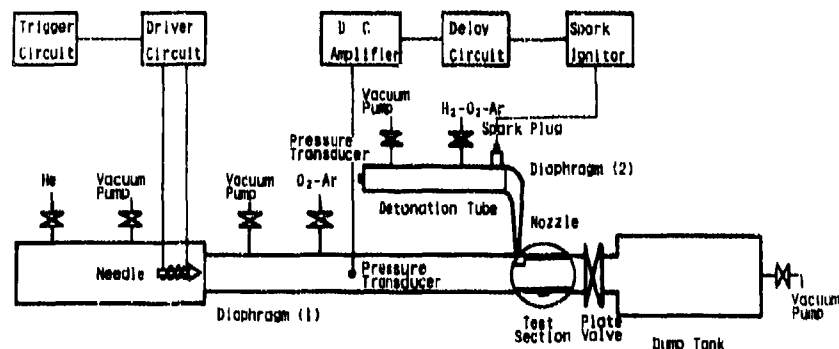 Trigger
Circuit
Driver
Circuit
D C
Amplifier
Delay
Circuit
Spark
Ignitor
Vacuum
Pump
H₂-O₂-Ar
Spark Plug
Pressure
Transducer
Diaphragm (2)
He
Vacuum
Pump
Vacuum
Pump
O₂-Ar
Detonation Tube
Nozzle
Needle
Pressure
Transducer
Diaphragm (1)
Test
Section
Plate
Valve
Dump Tank
Vacuum
Pump